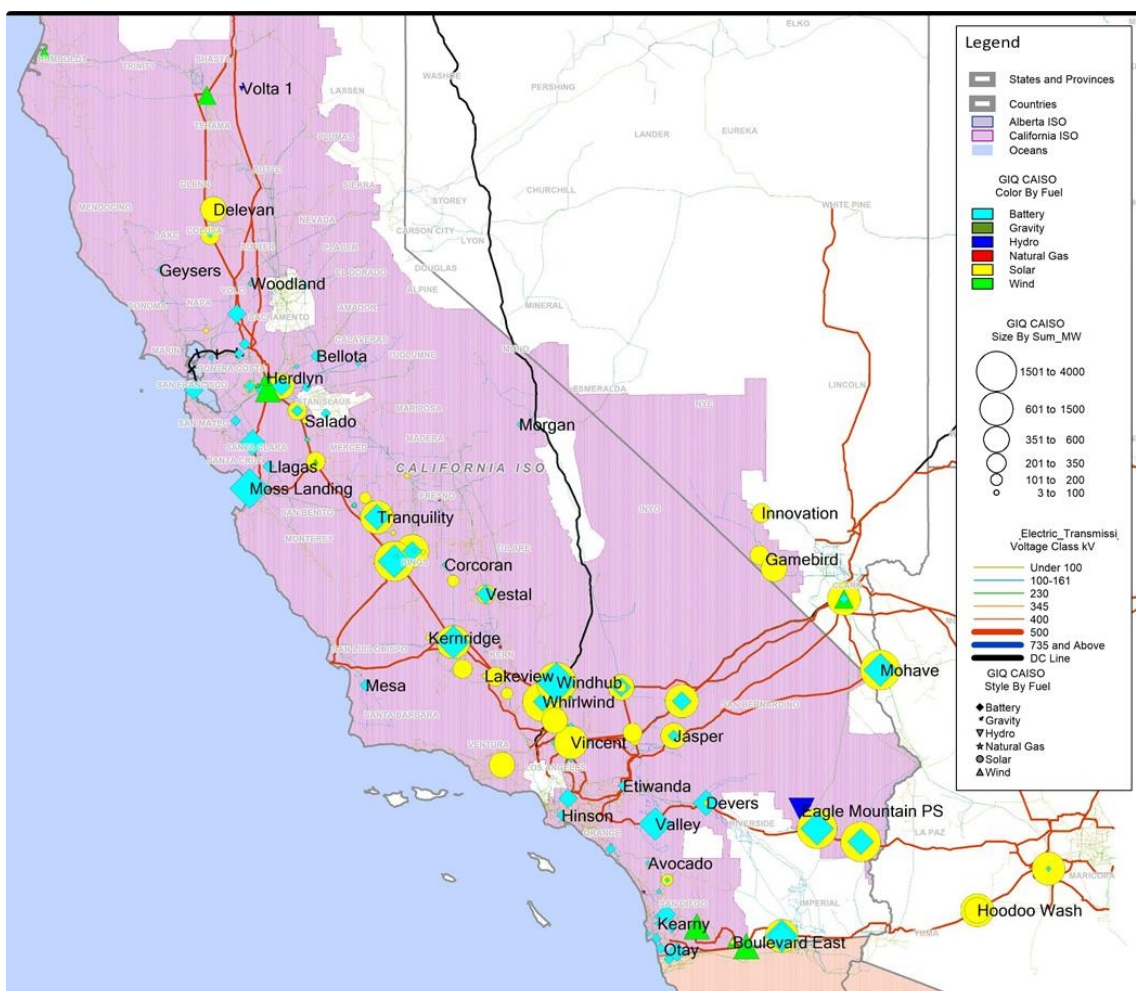 ELKO
HUMBOLDT
TRINITY
SHASTA
WASHOE
PERSHING
LASSEN
Volta 1
TEHAMA
PLUMAS
LANDER
EUREKA
BUTTE
GLENN
SIERRA
CHURCHILL
WHITE PINE
MENDOCINO
Delevan
NEVADA
STOREY
LAKE
COLUSA
SUTTER
PLACER
CARSON CITY
LYON
Geysers
EL DORADO
DOUGLAS
Woodland
YOLO
ALPINE
SONOMA
NAPA
AMADOR
MINERAL
SACRAMENTO
CALAVERAS
MARIN
Bellota
TUOLUMNE
MONO
CONTRA COSTA
SAN FRANCISCO
Herdlyn
ESMERALDA
LINCOLN
STANISLAUS
NYE
SAN MATEO
Salado
MARIPOSA
Morgan
MERCED
MADERA
SANTA CLARA
SANTA CRUZ
Llagas
CALIFORNIA ISO
Moss Landing
FRESNO
SAN BENITO
Tranquility
INYO
Innovation
MONTEREY
TULARE
KINGS
Corcoran
Gamebird
CLARK
Vestal
Kernridge
SAN LUIS OBISPO
KERN
Mesa
Lakeview
Windhub
Mohave
Whirlwind
SAN BERNARDINO
SANTA BARBARA
VENTURA
Vincent
Jasper
LOS ANGELES
Etiwanda
Hinson
Devers
Eagle Mountain PS
Valley
RIVERSIDE
LA PAZ
ORANGE
Avocado
MARICOPA
SAN DIEGO
IMPERIAL
Hoodoo Wash
Kearny
Boulevard East
YUMA
Otay
Legend
States and Provinces
Countries
Alberta ISO
California ISO
Oceans
GIQ CAISO
Color By Fuel
Battery
Gravity
Hydro
Natural Gas
Solar
Wind
GIQ CAISO
Size By Sum_MW
1501 to 4000
601 to 1500
351 to 600
201 to 350
101 to 200
3 to 100
_Electric_Transmissi
Voltage Class kV
Under 100
100-161
230
345
400
500
735 and Above
DC Line
GIQ CAISO
Style By Fuel
Battery
Gravity
Hydro
Natural Gas
Solar
Wind